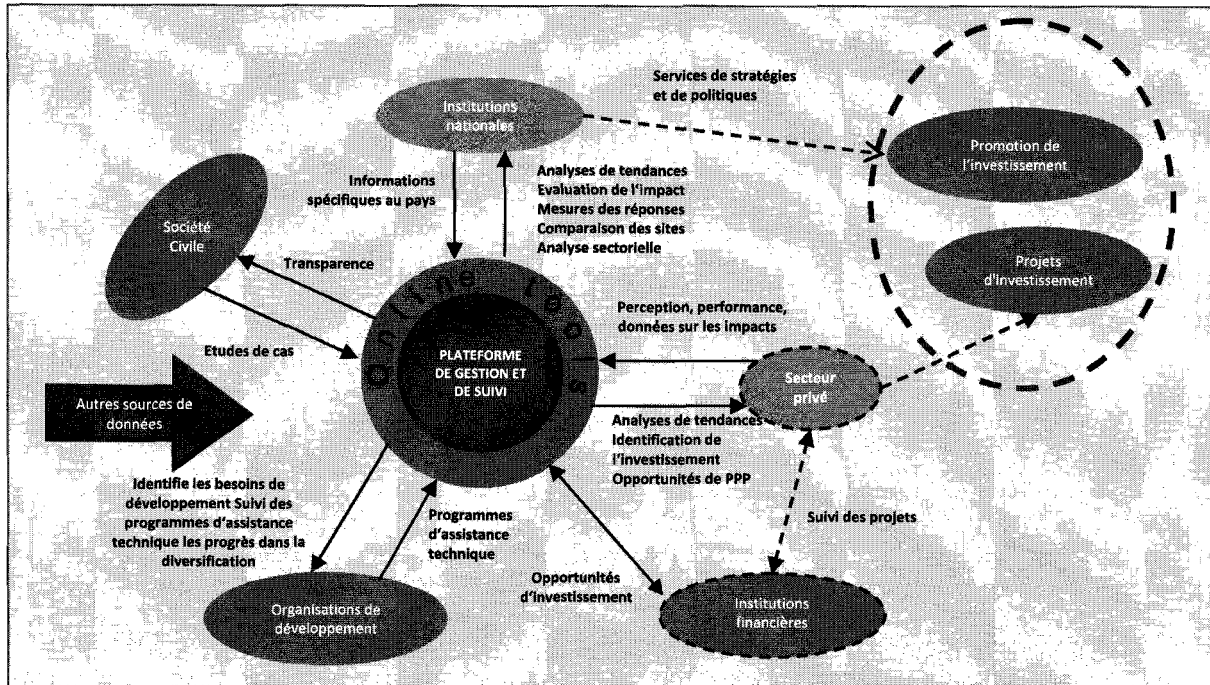 Services de stratégies
et de politiques
Institutions
nationales
Promotion de
l'investissement
Informations
spécifiques au pays
Analyses de tendances
Evaluation de l'impact
Mesures des réponses
Comparaison des sites
Analyse sectorielle
Société
Civile
Transparence
Projets
d'Investissement
Online tools
Perception, performance,
données sur les impacts
Etudes de cas
PLATEFORME
DE GESTION ET
DE SUIVI
Secteur
privé
Autres sources de
données
Analyses de tendances
Identification de
l'investissement
Opportunités de PPP
Identifie les besoins de
développement Suivi des
programmes d'assistance
technique les progrès dans la
diversification
Programmes
d'assistance
technique
Suivi des projets
Opportunités
d'investissement
Organisations de
développement
Institutions
financières